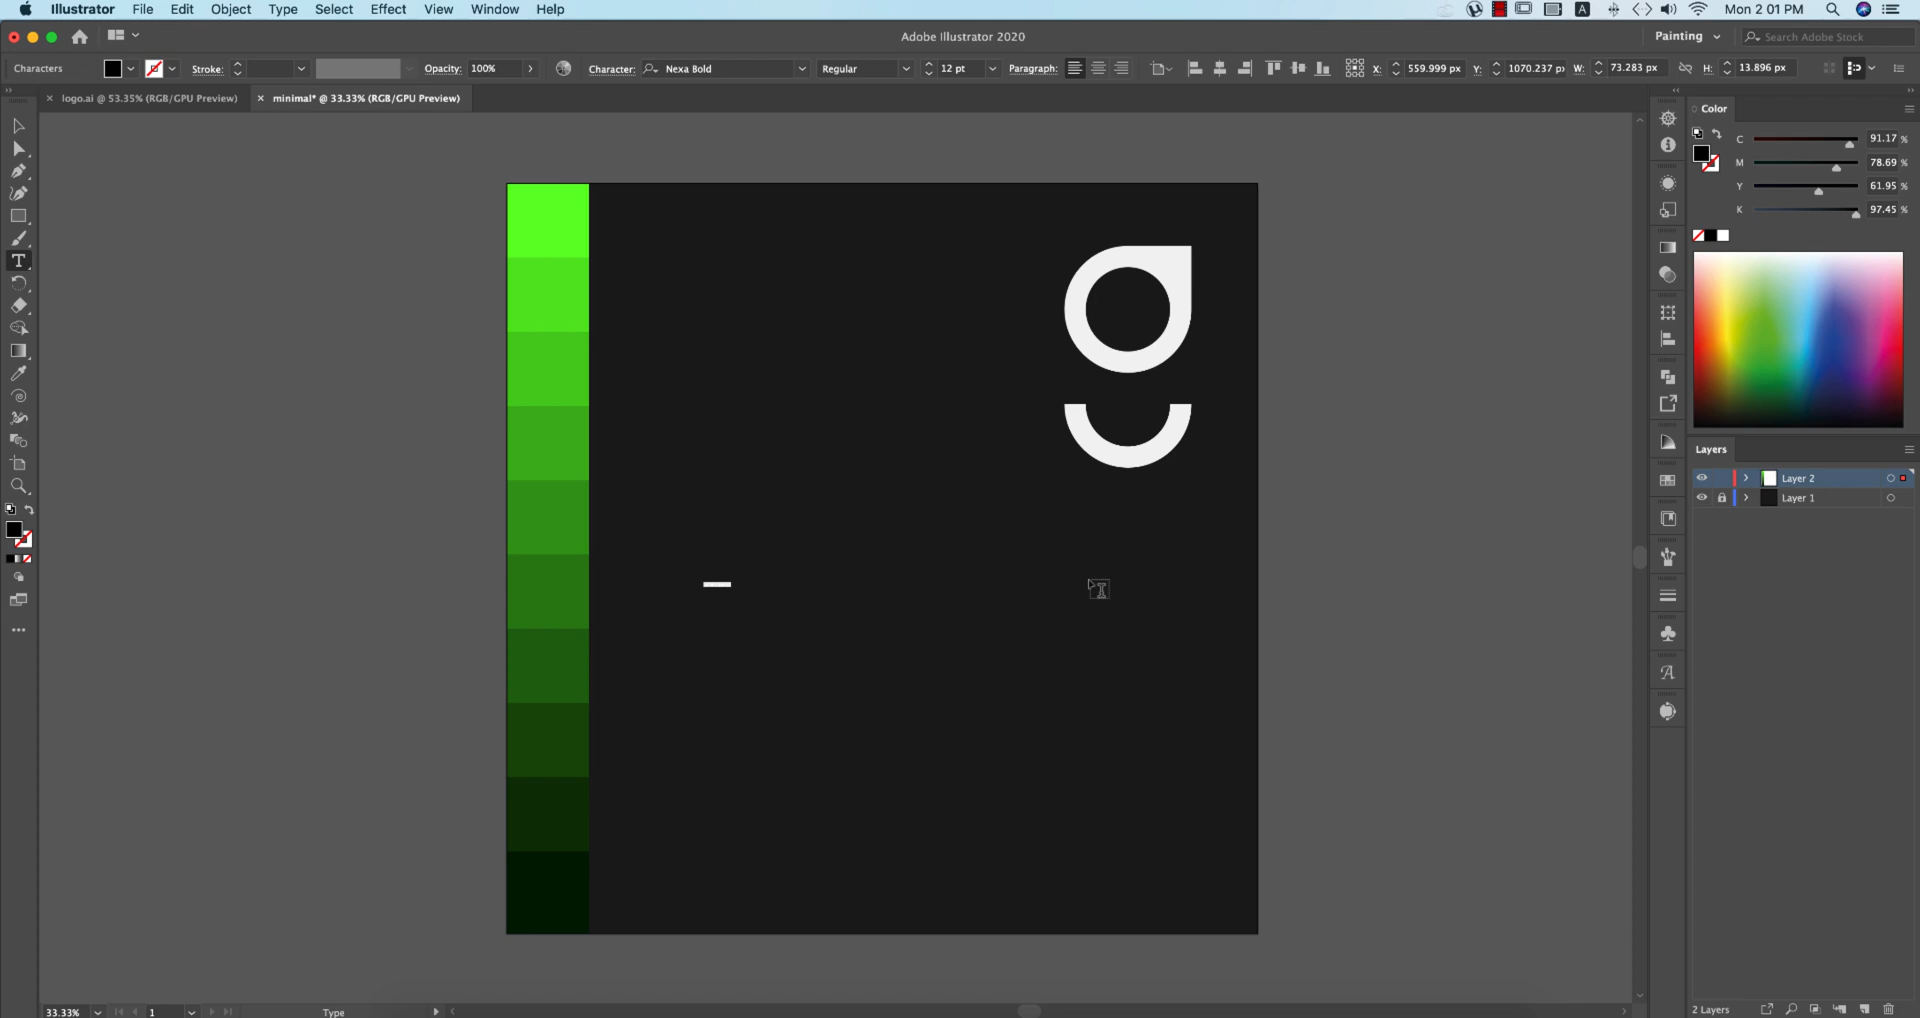 Illustrator File Edit Object Type Select Effect View Window Help A Mon 2 01 PM
Adobe Illustrator 2020 Painting Search Adobe Stock
Characters Stroke: Opacity: 100% Character: Nexa Bold Regular 12 pt Paragraph: X: 559.999 px Y: 1070.237 px W: 73.283 px H: 13.896 px
logo.ai @ 53.35% (RGB/GPU Preview) minimal* @ 33.33% (RGB/GPU Preview)
Color
C 91.17 %
M 78.69 %
Y 61.95 %
K 97.45 %
g
Layers
Layer 2
Layer 1
33.33% 1 Type 2 Layers